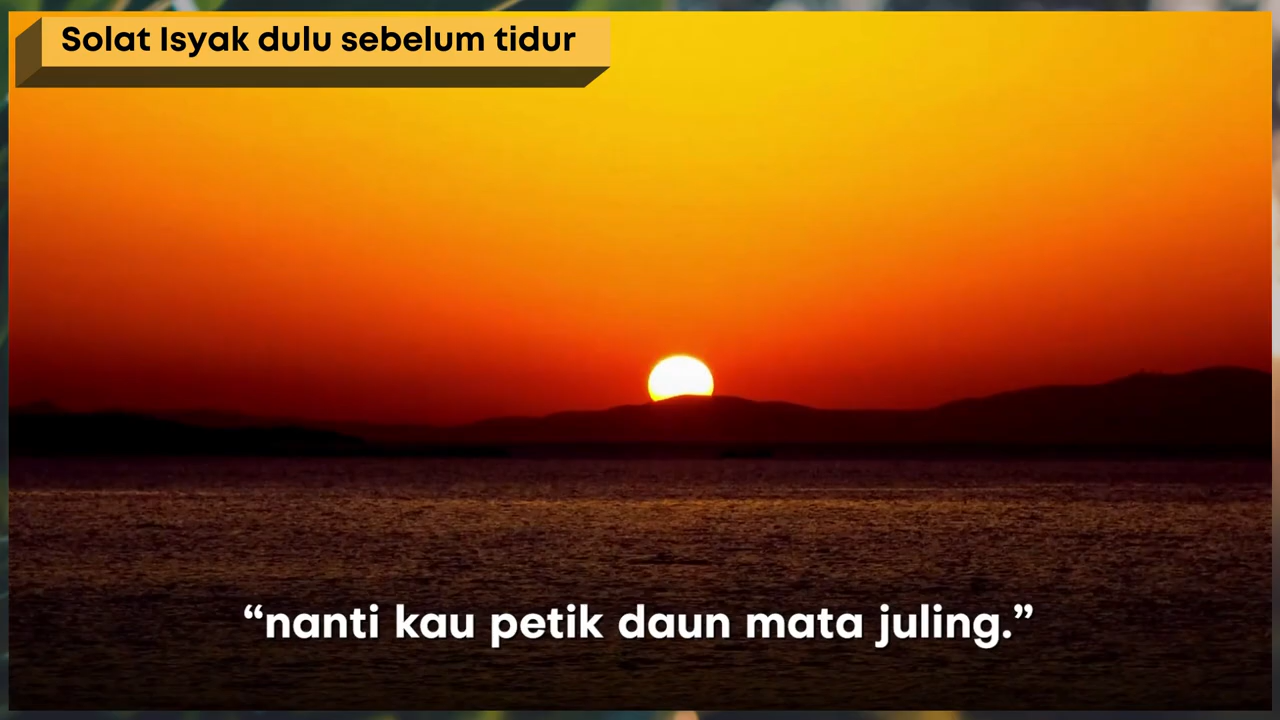 Solat Isyak dulu sebelum tidur
“nanti kau petik daun mata juling.”